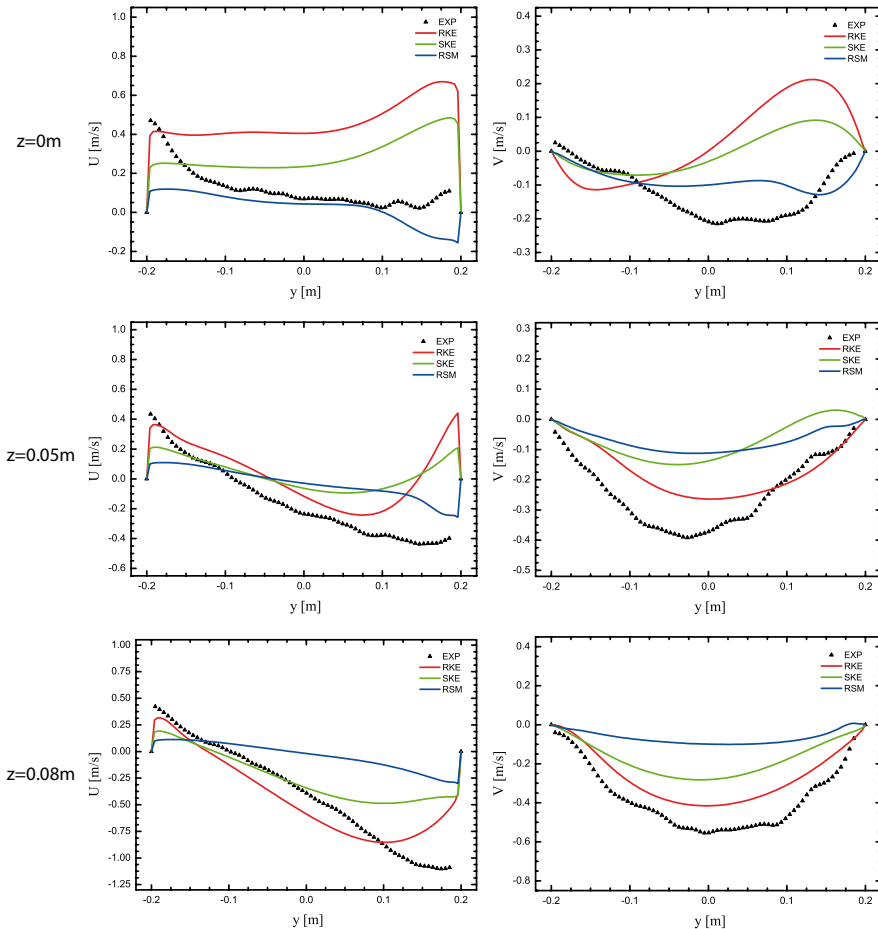 z=0m
U [m/s]
1.0
0.8
0.6
0.4
0.2
0.0
-0.2
EXP
RKE
SKE
RSM
-0.2 -0.1 0.0 0.1 0.2
y [m]
V [m/s]
0.4
0.3
0.2
0.1
0.0
-0.1
-0.2
-0.3
EXP
RKE
SKE
RSM
-0.2 -0.1 0.0 0.1 0.2
y [m]
z=0.05m
U [m/s]
1.0
0.8
0.6
0.4
0.2
0.0
-0.2
-0.4
-0.6
EXP
RKE
SKE
RSM
-0.2 -0.1 0.0 0.1 0.2
y [m]
V [m/s]
0.3
0.2
0.1
0.0
-0.1
-0.2
-0.3
-0.4
-0.5
EXP
RKE
SKE
RSM
-0.2 -0.1 0.0 0.1 0.2
y [m]
z=0.08m
U [m/s]
1.00
0.75
0.50
0.25
0.00
-0.25
-0.50
-0.75
-1.00
-1.25
EXP
RKE
SKE
RSM
-0.2 -0.1 0.0 0.1 0.2
y [m]
V [m/s]
0.4
0.2
0.0
-0.2
-0.4
-0.6
-0.8
EXP
RKE
SKE
RSM
-0.2 -0.1 0.0 0.1 0.2
y [m]